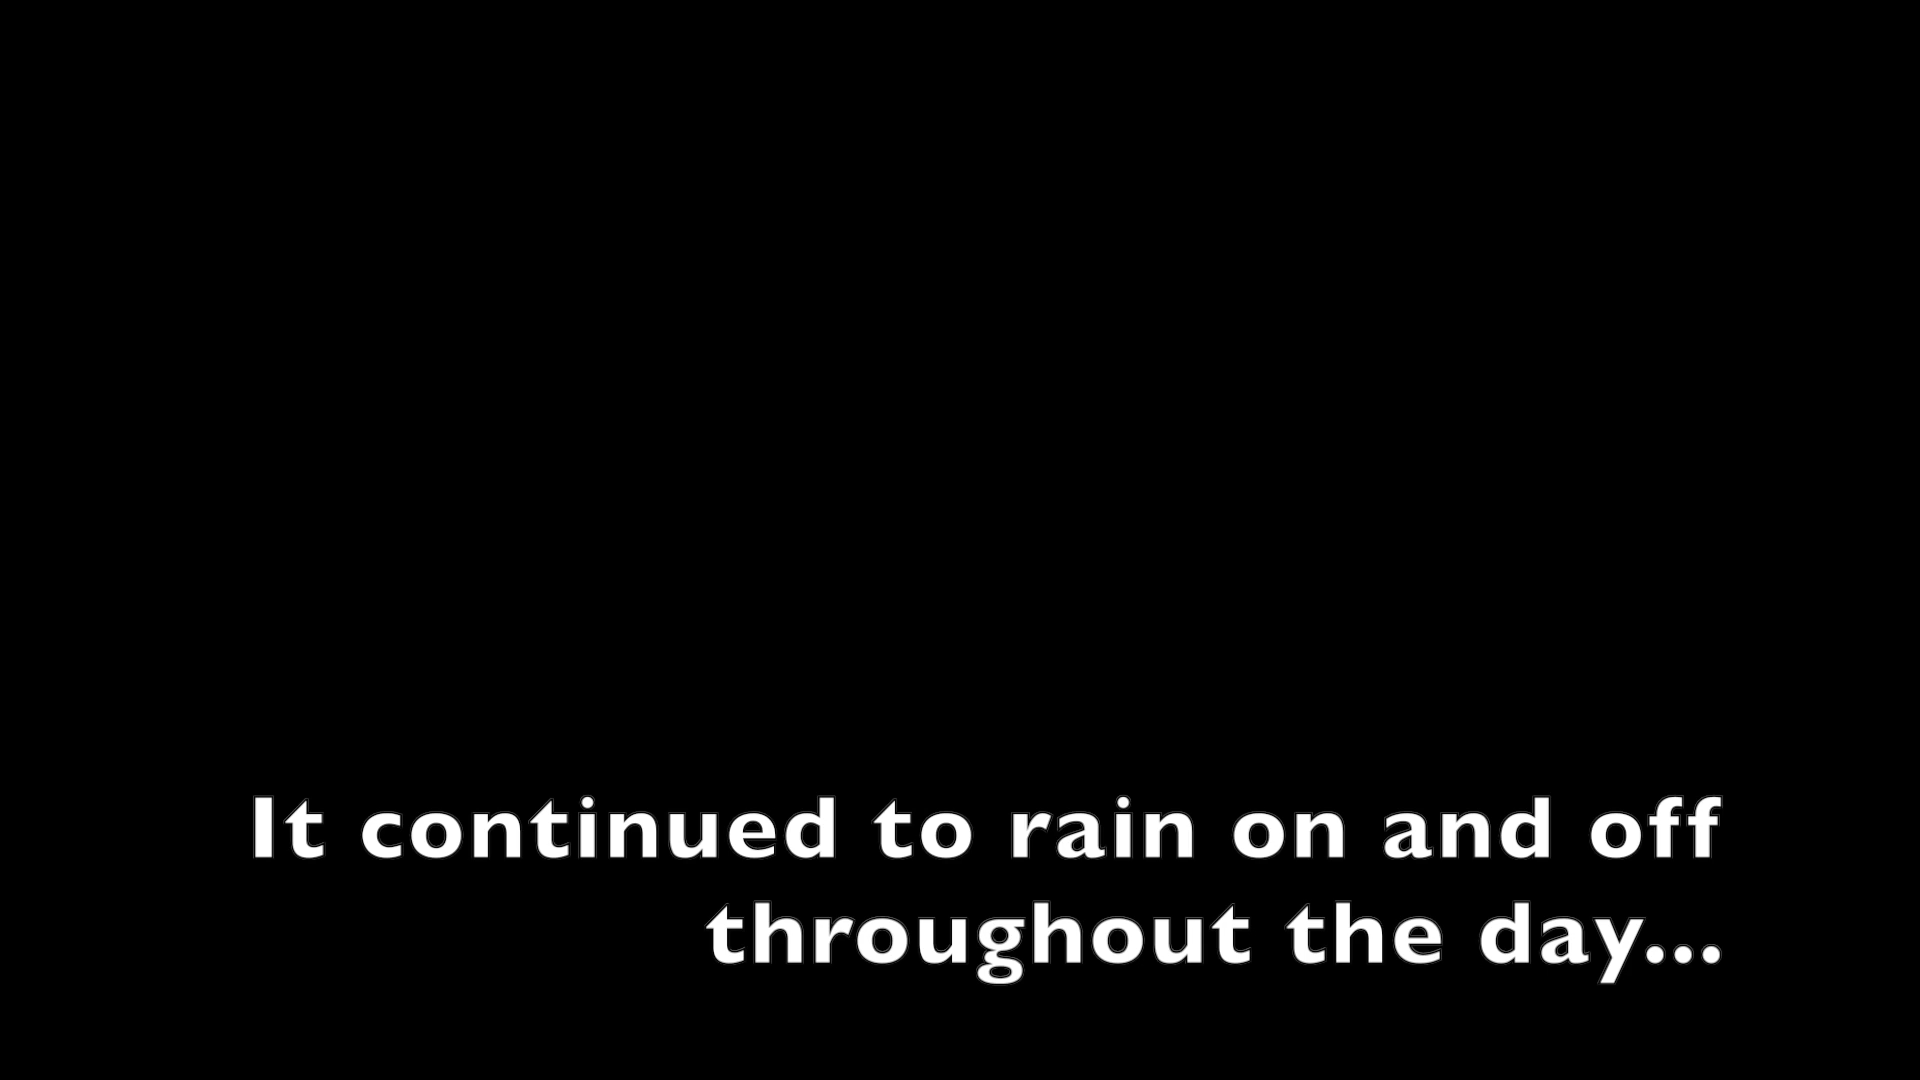 It continued to rain on and off
throughout the day...